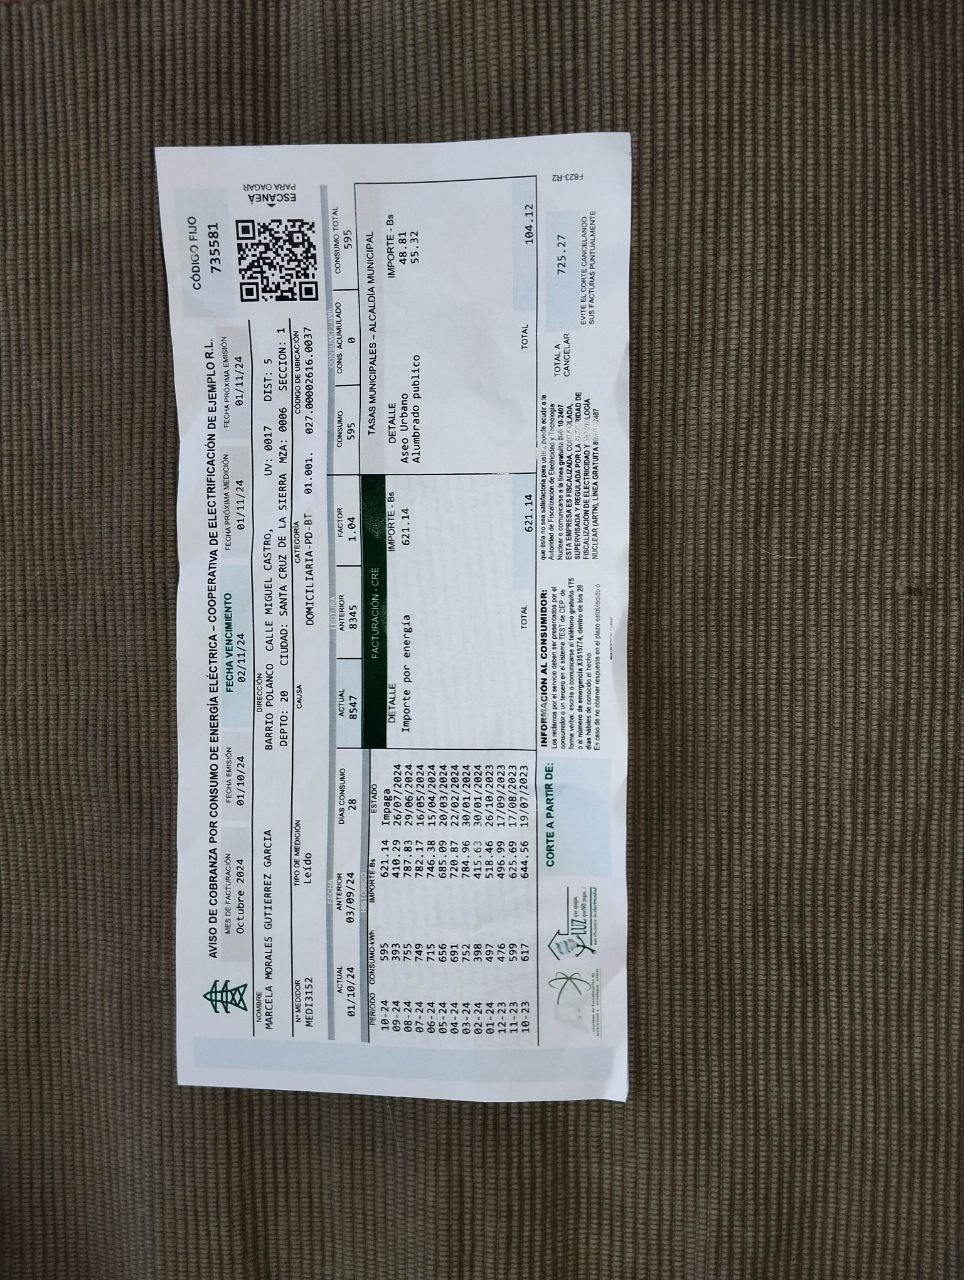 AVISO DE COBRANZA POR CONSUMO DE ENERGÍA ELÉCTRICA – COOPERATIVA DE ELECTRIFICACIÓN DE EJEMPLO R.L.
CÓDIGO FIJO
735581
MES DE FACTURACIÓN FECHA EMISIÓN FECHA VENCIMIENTO FECHA PRÓXIMA MEDICIÓN FECHA PRÓXIMA EMISIÓN
Octubre 2024 01/10/24 02/11/24 01/11/24 01/11/24
ESCANEA
PARA
NOMBRE DIRECCIÓN
MARCELA MORALES GUTIERREZ GARCIA BARRIO POLANCO CALLE MIGUEL CASTRO, UV: 0017 DIST: 5
DEPTO: 20 CIUDAD: SANTA CRUZ DE LA SIERRA MZA: 0006 SECCION: 1
N° MEDIDOR TIPO DE MEDICIÓN CAUSA CATEGORÍA CÓDIGO DE UBICACIÓN
MEDI3152 Leído DOMICILIARIA-PD-BT 01.001. 027.00002616.0037
FECHA LECTURA
ACTUAL ANTERIOR DÍAS CONSUMO ACTUAL ANTERIOR FACTOR CONSUMO CONS. ACUMULADO CONSUMO TOTAL
01/10/24 03/09/24 28 8547 8345 1.04 595 0 595
HISTÓRICO
PERIODO CONSUMO-kWh IMPORTE-Bs ESTADO
10-24 595 621.14 Impaga
09-24 393 410.29 26/07/2024
08-24 755 787.83 29/06/2024
07-24 749 782.17 16/05/2024
06-24 715 746.38 15/04/2024
05-24 656 685.09 20/03/2024
04-24 691 720.87 22/02/2024
03-24 752 784.96 30/01/2024
02-24 398 415.63 30/01/2024
01-24 497 518.46 26/10/2023
12-23 476 496.99 17/09/2023
11-23 599 625.69 17/08/2023
10-23 617 644.56 19/07/2023
FACTURACIÓN - CRE
DETALLE IMPORTE - Bs
Importe por energía 621.14
TOTAL 621.14
TASAS MUNICIPALES – ALCALDÍA MUNICIPAL
DETALLE IMPORTE - Bs
Aseo Urbano 48.81
Alumbrado publico 55.32
TOTAL 104.12
LUZ
CORTE A PARTIR DE:
INFORMACIÓN AL CONSUMIDOR:
Los reclamos por el servicio deben ser presentados por el
consumidor o un tercero en el sistema TEST de CEP, de
forma verbal, escrita o comunicarse al teléfono gratuito 175
o al número de emergencia X3515774, dentro de los 20
días hábiles de conocido el hecho
En caso de no obtener respuesta en el plazo establecido o
que ésta no sea satisfactoria para usted, puede acudir a la
Autoridad de Fiscalización de Electricidad y Tecnología
Nuclear o comunicarse a la línea gratuita
ESTA EMPRESA ES FISCALIZADA, CONTROLADA,
SUPERVISADA Y REGULADA POR LA AUTORIDAD DE
FISCALIZACIÓN DE ELECTRICIDAD Y TECNOLOGÍA
NUCLEAR (AETN), LÍNEA GRATUITA
TOTAL A
CANCELAR
725.27
EVITE EL CORTE CANCELANDO
SUS FACTURAS PUNTUALMENTE
F823-R2